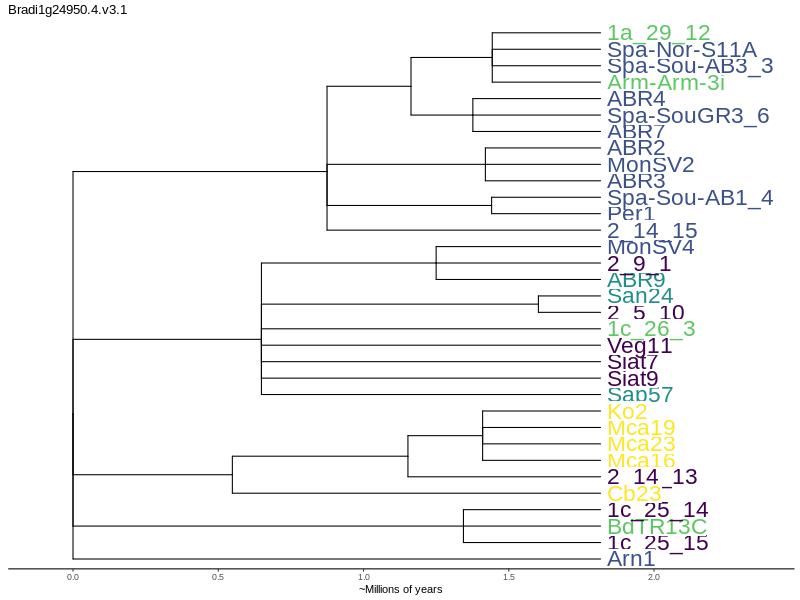 Bradi1g24950.4.v3.1
1a_29_12
Spa-Nor-S11A
Spa-Sou-AB3_3
Arm-Arm-3i
ABR4
Spa-SouGR3_6
ABR7
ABR2
MonSV2
ABR3
Spa-Sou-AB1_4
Per1
2_14_15
MonSV4
2_9_1
ABR9
San24
2_5_10
1c_26_3
Veg11
Siat7
Siat9
Sap57
Ko2
Mca19
Mca23
Mca16
2_14_13
Cb23
1c_25_14
BdTR13C
1c_25_15
Arn1
0.0 0.5 1.0 1.5 2.0
~Millions of years